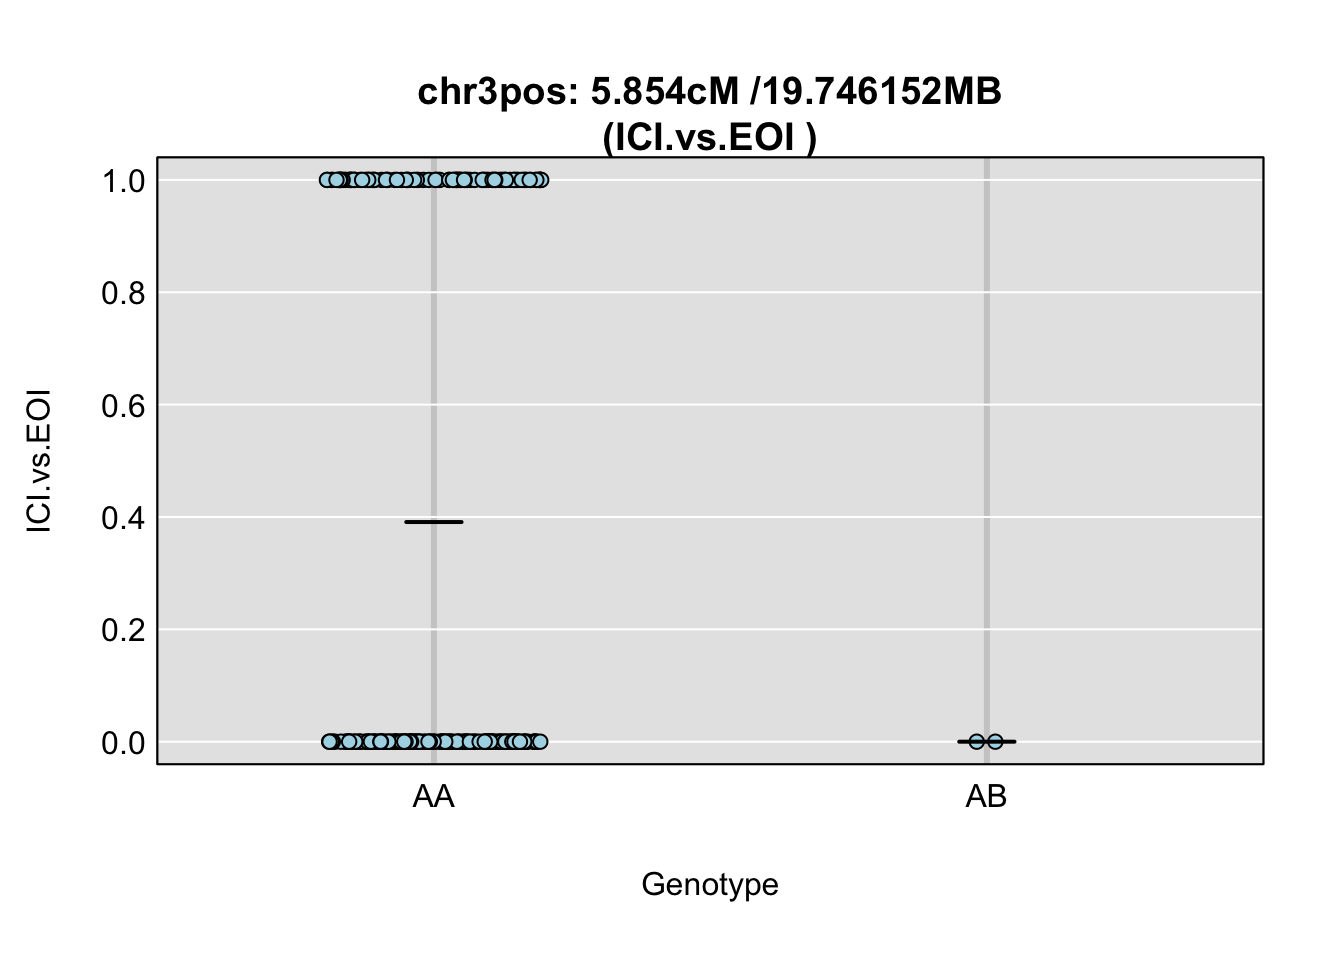 chr3pos: 5.854cM /19.746152MB
(ICI.vs.EOI )
1.0
0.8
0.6
0.4
0.2
0.0
ICI.vs.EOI
AA
AB
Genotype